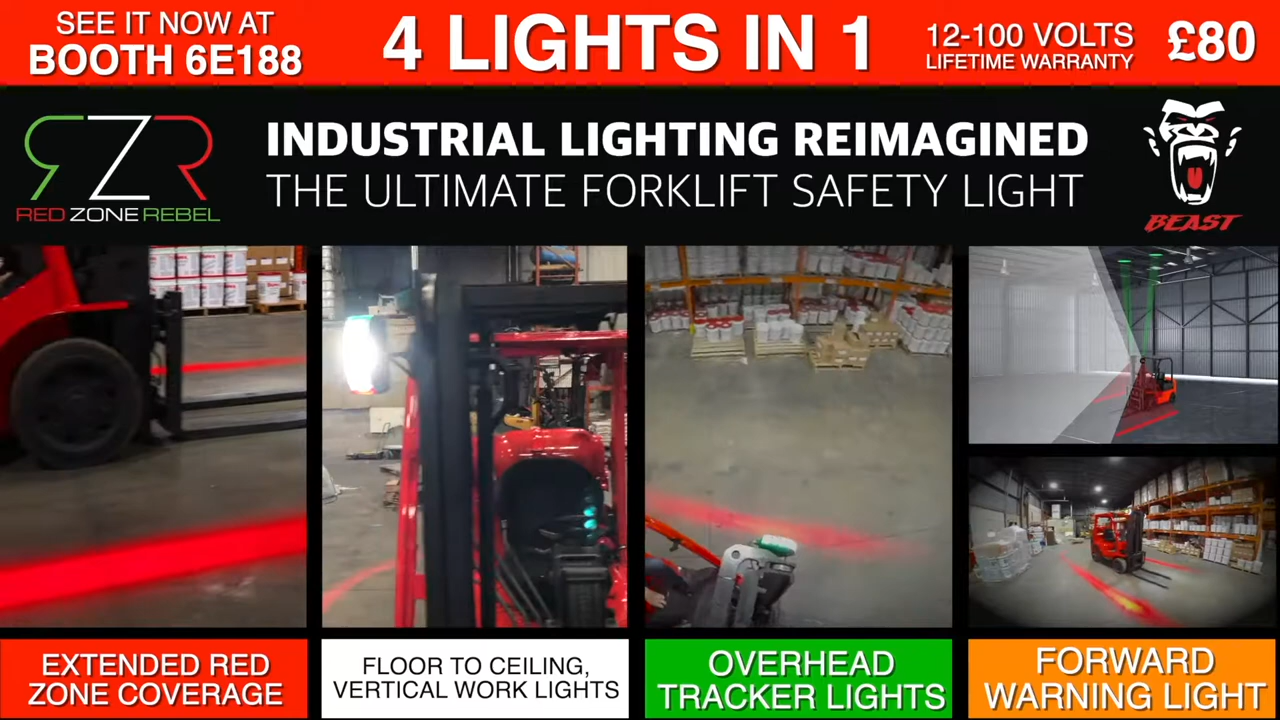 SEE IT NOW AT
BOOTH 6E188
4 LIGHTS IN 1
12-100 VOLTS
LIFETIME WARRANTY
£80
RZR
RED ZONE REBEL
INDUSTRIAL LIGHTING REIMAGINED
THE ULTIMATE FORKLIFT SAFETY LIGHT
BEAST
EXTENDED RED
ZONE COVERAGE
FLOOR TO CEILING,
VERTICAL WORK LIGHTS
OVERHEAD
TRACKER LIGHTS
FORWARD
WARNING LIGHT